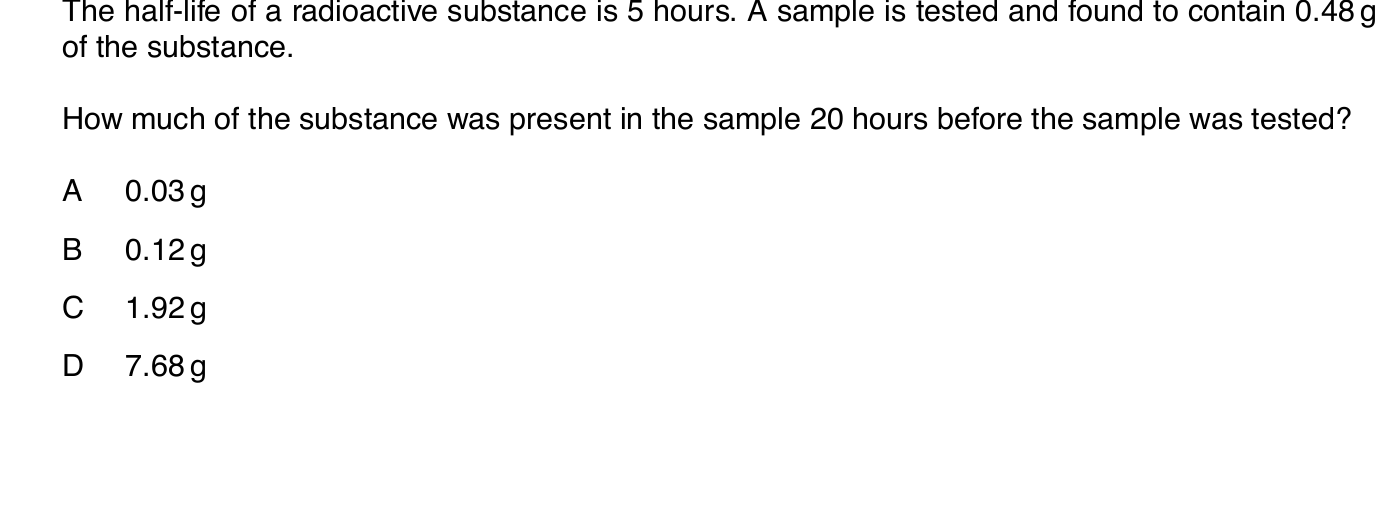 The half-life of a radioactive substance is 5 hours. A sample is tested and found to contain 0.48 g
of the substance.
How much of the substance was present in the sample 20 hours before the sample was tested?
A 0.03 g
B 0.12 g
C 1.92 g
D 7.68 g